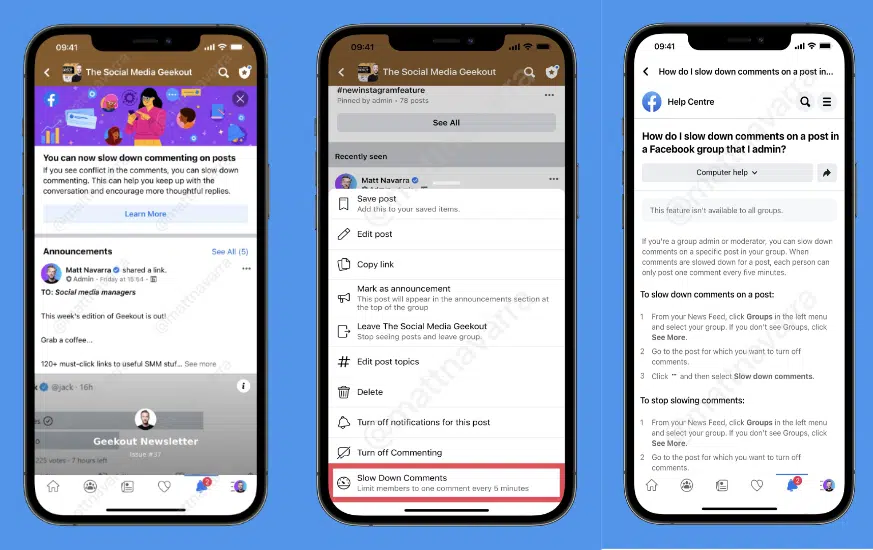 09:41
The Social Media Geekout
You can now slow down commenting on posts
If you see conflict in the comments, you can slow down
commenting. This can help you keep up with the
conversation and encourage more thoughtful replies.
Learn More
Announcements
See All (5)
Matt Navarra shared a link.
Admin · Friday at 16:54
TO: Social media managers
This week's edition of Geekout is out!
Grab a coffee...
120+ must-click links to useful SMM stuf... See more
@jack · 16h
Geekout Newsletter
Issue #37
225 votes · 7 hours left
2
09:41
The Social Media Geekout
#newinstagramfeature
Pinned by admin · 78 posts
See All
Recently seen
Matt Navarra
Save post
Add this to your saved items.
Edit post
Copy link
Mark as announcement
This post will appear in the announcements section at
the top of the group
Leave The Social Media Geekout
Stop seeing posts and leave group.
Edit post topics
Delete
Turn off notifications for this post
Turn off Commenting
Slow Down Comments
Limit members to one comment every 5 minutes
@mattnavarra
09:41
How do I slow down comments on a post in...
Help Centre
How do I slow down comments on a post in
a Facebook group that I admin?
Computer help
This feature isn't available to all groups.
If you're a group admin or moderator, you can slow down
comments on a specific post in your group. When
comments are slowed down for a post, each person can
only post one comment every five minutes.
To slow down comments on a post:
1 From your News Feed, click Groups in the left menu
and select your group. If you don't see Groups, click
See More.
2 Go to the post for which you want to turn off
comments.
3 Click ··· and then select Slow down comments.
To stop slowing comments:
1 From your News Feed, click Groups in the left menu
and select your group. If you don't see Groups, click
See More.
2 Go to the post for which you want to turn off
comments.
2
@mattnavarra